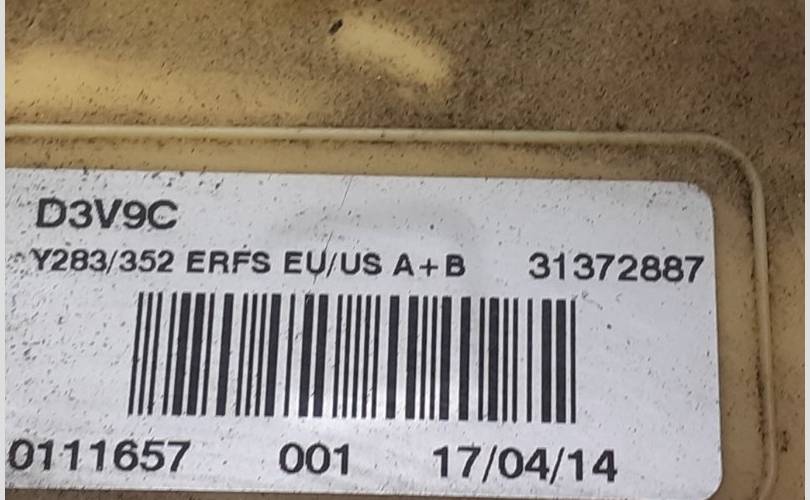 D3V9C
Y283/352 ERFS EU/US A+B 31372887
0111657 001 17/04/14